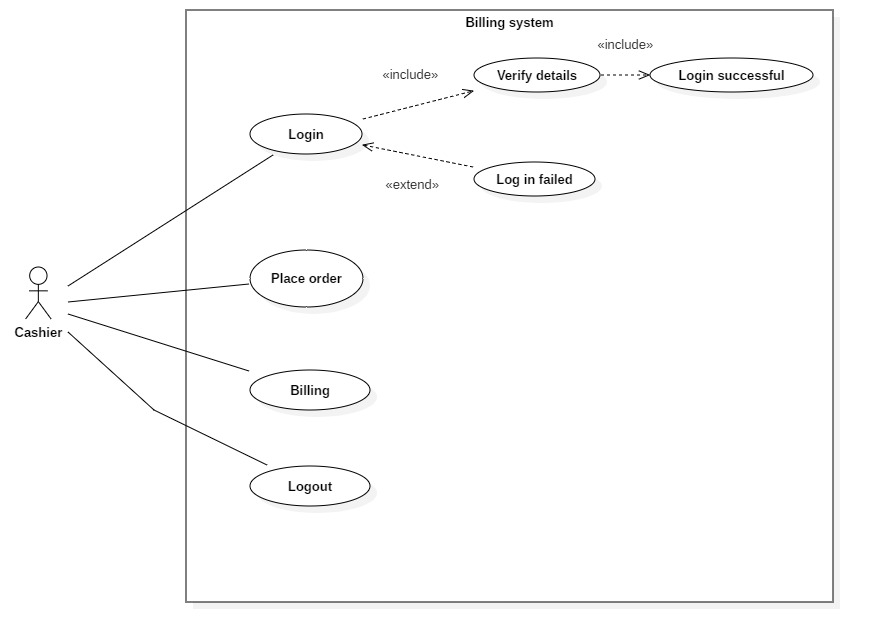 Billing system
«include»
«include»
Verify details
Login successful
Login
«extend»
Log in failed
Place order
Cashier
Billing
Logout